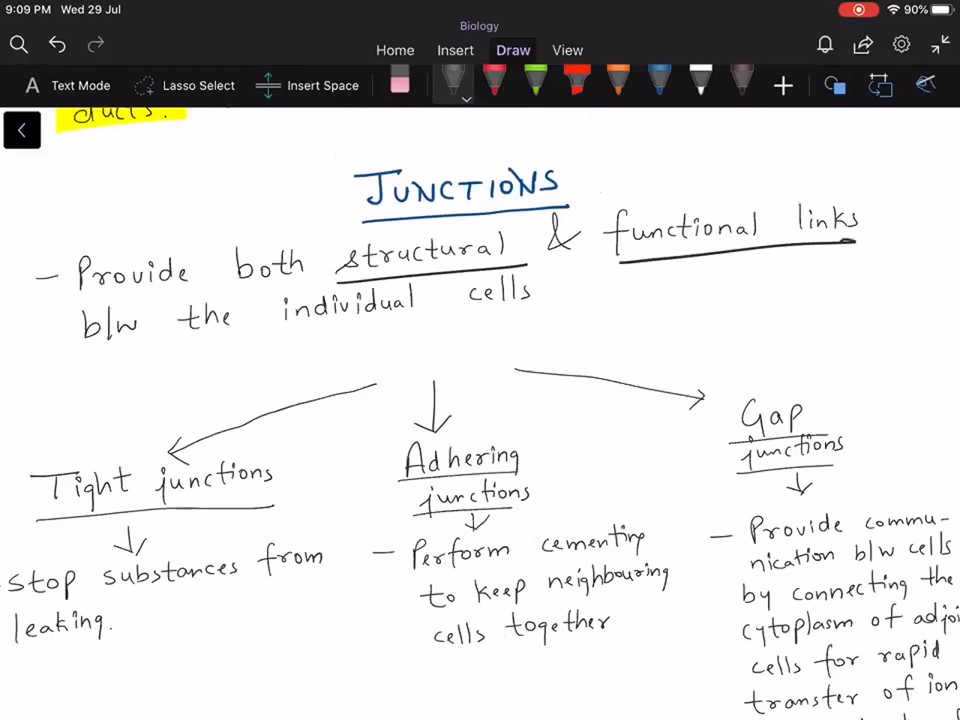 9:09 PM Wed 29 Jul
90%
Biology
Home Insert Draw View
A Text Mode Lasso Select Insert Space
ducts.
JUNCTIONS
- Provide both structural & functional links
b/w the individual cells
Tight junctions
- Stop substances from
leaking.
Adhering
junctions
- Perform cementing
to keep neighbouring
cells together
Gap
junctions
- Provide commu-
nication b/w cells
by connecting the
cytoplasm of adjoi
cells for rapid
transfer of ion